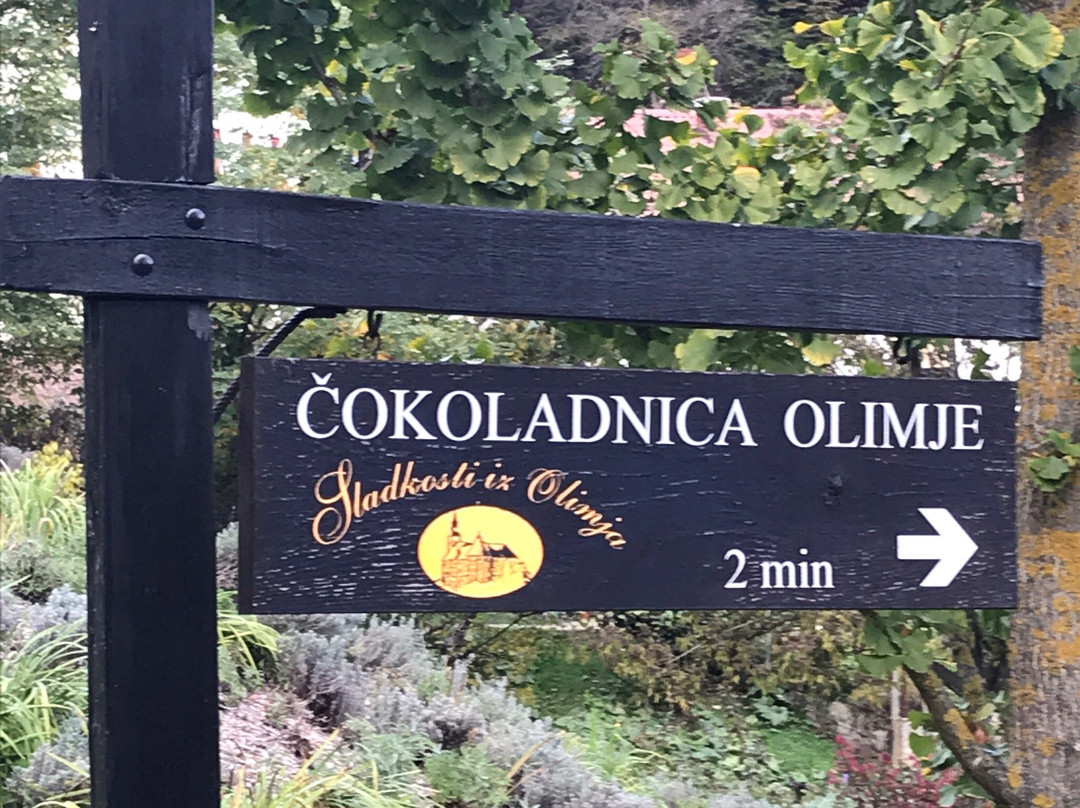 ČOKOLADNICA OLIMJE
Sladkosti iz Olimja
2 min